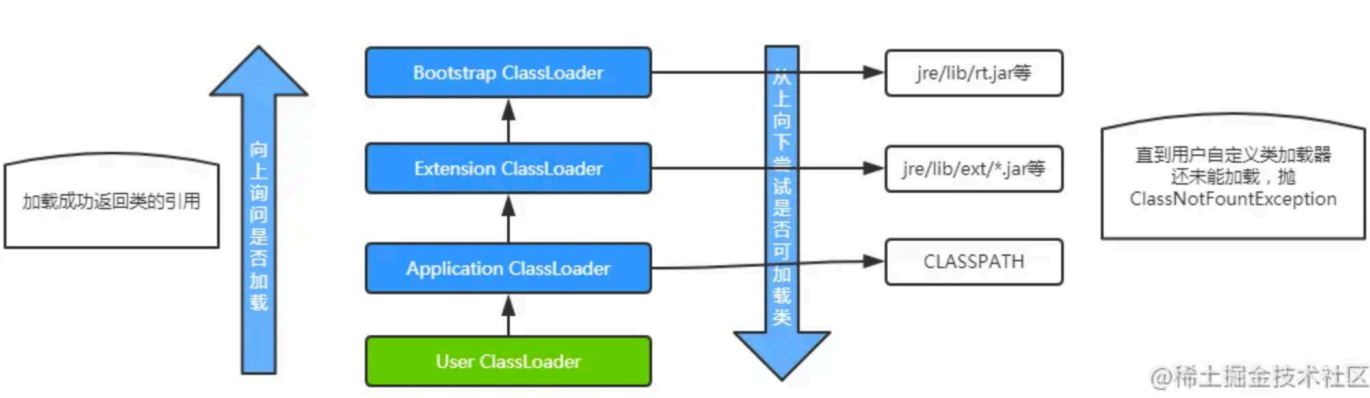 加载成功返回类的引用
向上询问是否加载
Bootstrap ClassLoader
Extension ClassLoader
Application ClassLoader
User ClassLoader
从上向下尝试是否可加载类
jre/lib/rt.jar等
jre/lib/ext/*.jar等
CLASSPATH
直到用户自定义类加载器
还未能加载，抛
ClassNotFountException
@稀土掘金技术社区